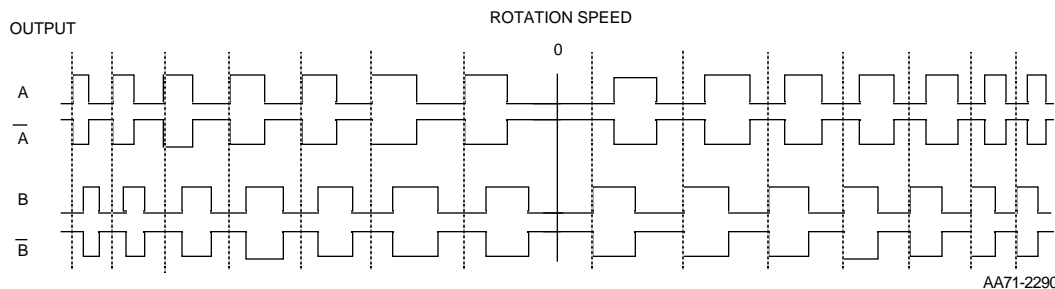 ROTATION SPEED
OUTPUT
0
A
A̅
B
B̅
AA71-2290